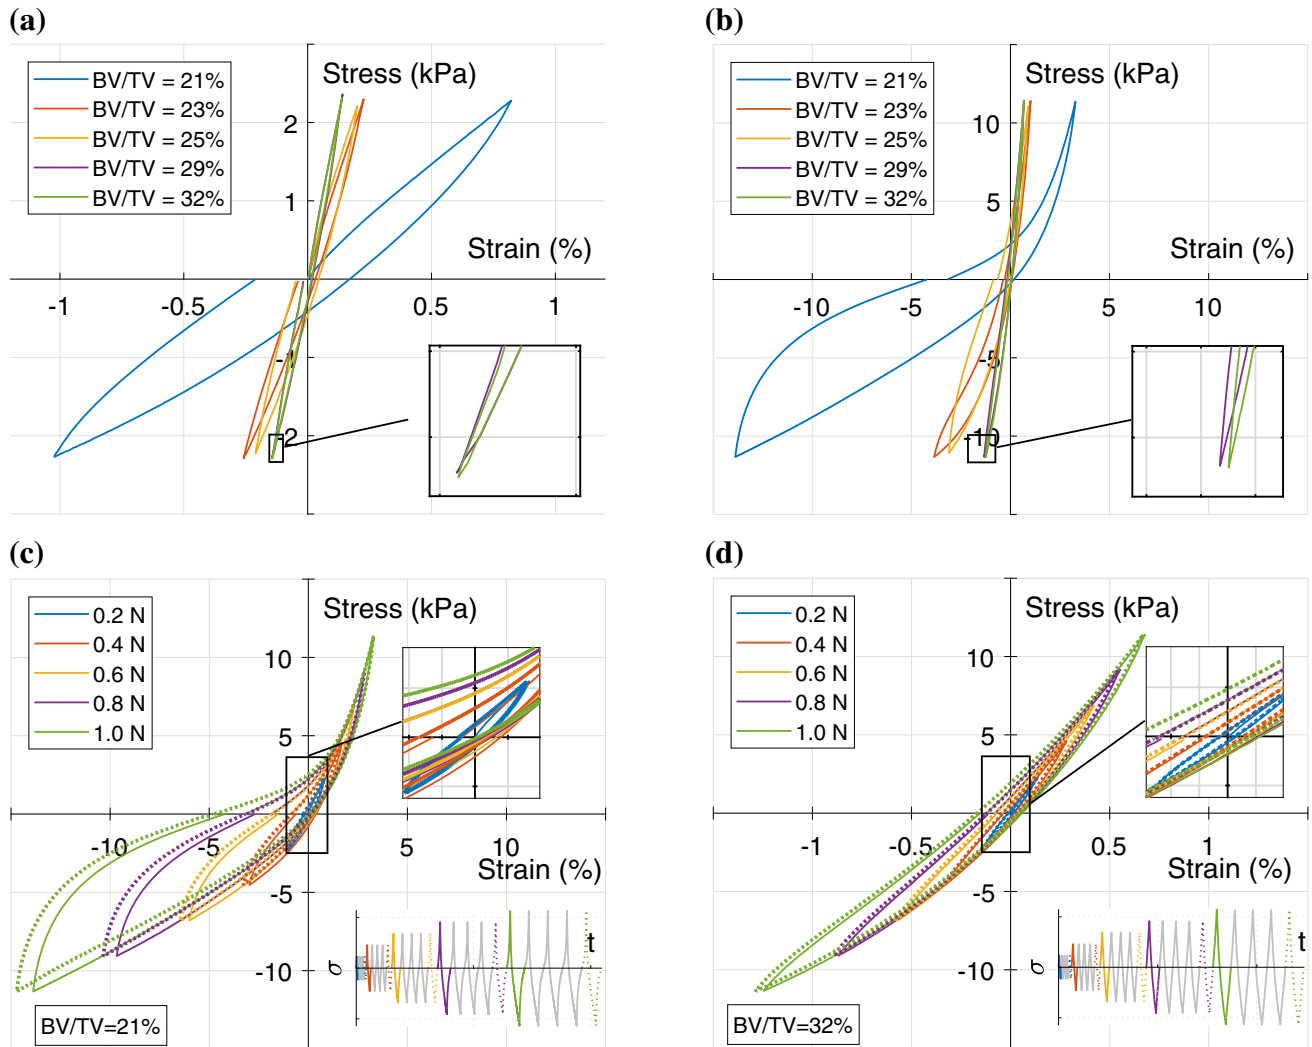 (a)
Stress (kPa)
BV/TV = 21%
BV/TV = 23%
BV/TV = 25%
BV/TV = 29%
BV/TV = 32%
2
1
Strain (%)
-1
-0.5
0.5
1
-1
-2
(b)
Stress (kPa)
BV/TV = 21%
BV/TV = 23%
BV/TV = 25%
BV/TV = 29%
BV/TV = 32%
10
5
Strain (%)
-10
-5
5
10
-5
-10
(c)
Stress (kPa)
0.2 N
0.4 N
0.6 N
0.8 N
1.0 N
10
5
-10
-5
5
10
Strain (%)
-5
-10
σ
t
BV/TV=21%
(d)
Stress (kPa)
0.2 N
0.4 N
0.6 N
0.8 N
1.0 N
10
5
-1
-0.5
0.5
1
Strain (%)
-5
-10
σ
t
BV/TV=32%